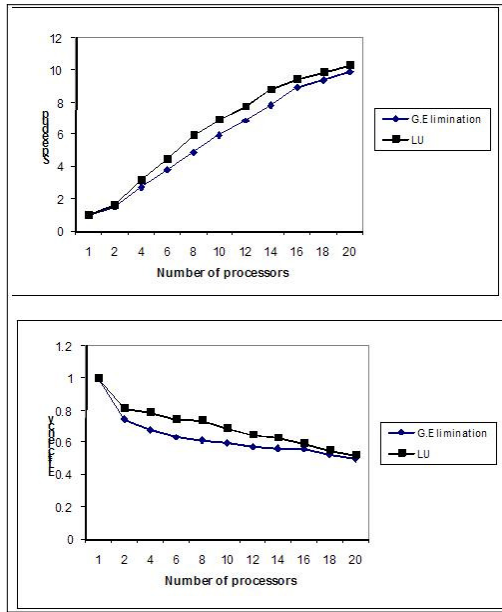 12
10
8
6
4
2
0
Speedup
1 2 4 6 8 10 12 14 16 18 20
Number of processors
G.Elimination
LU
1.2
1
0.8
0.6
0.4
0.2
0
Efficiency
1 2 4 6 8 10 12 14 16 18 20
Number of processors
G.Elimination
LU